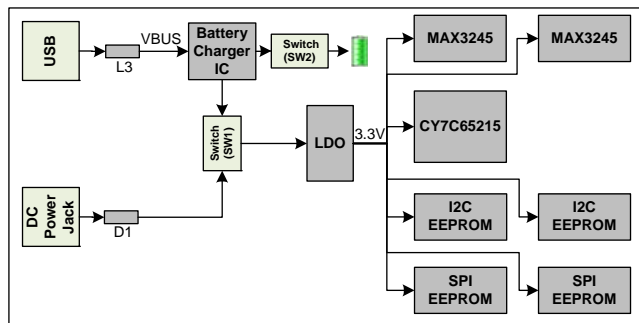 USB
L3
VBUS
Battery
Charger
IC
Switch
(SW2)
MAX3245
MAX3245
Switch
(SW1)
LDO
3.3V
CY7C65215
DC
Power
Jack
D1
I2C
EEPROM
I2C
EEPROM
SPI
EEPROM
SPI
EEPROM